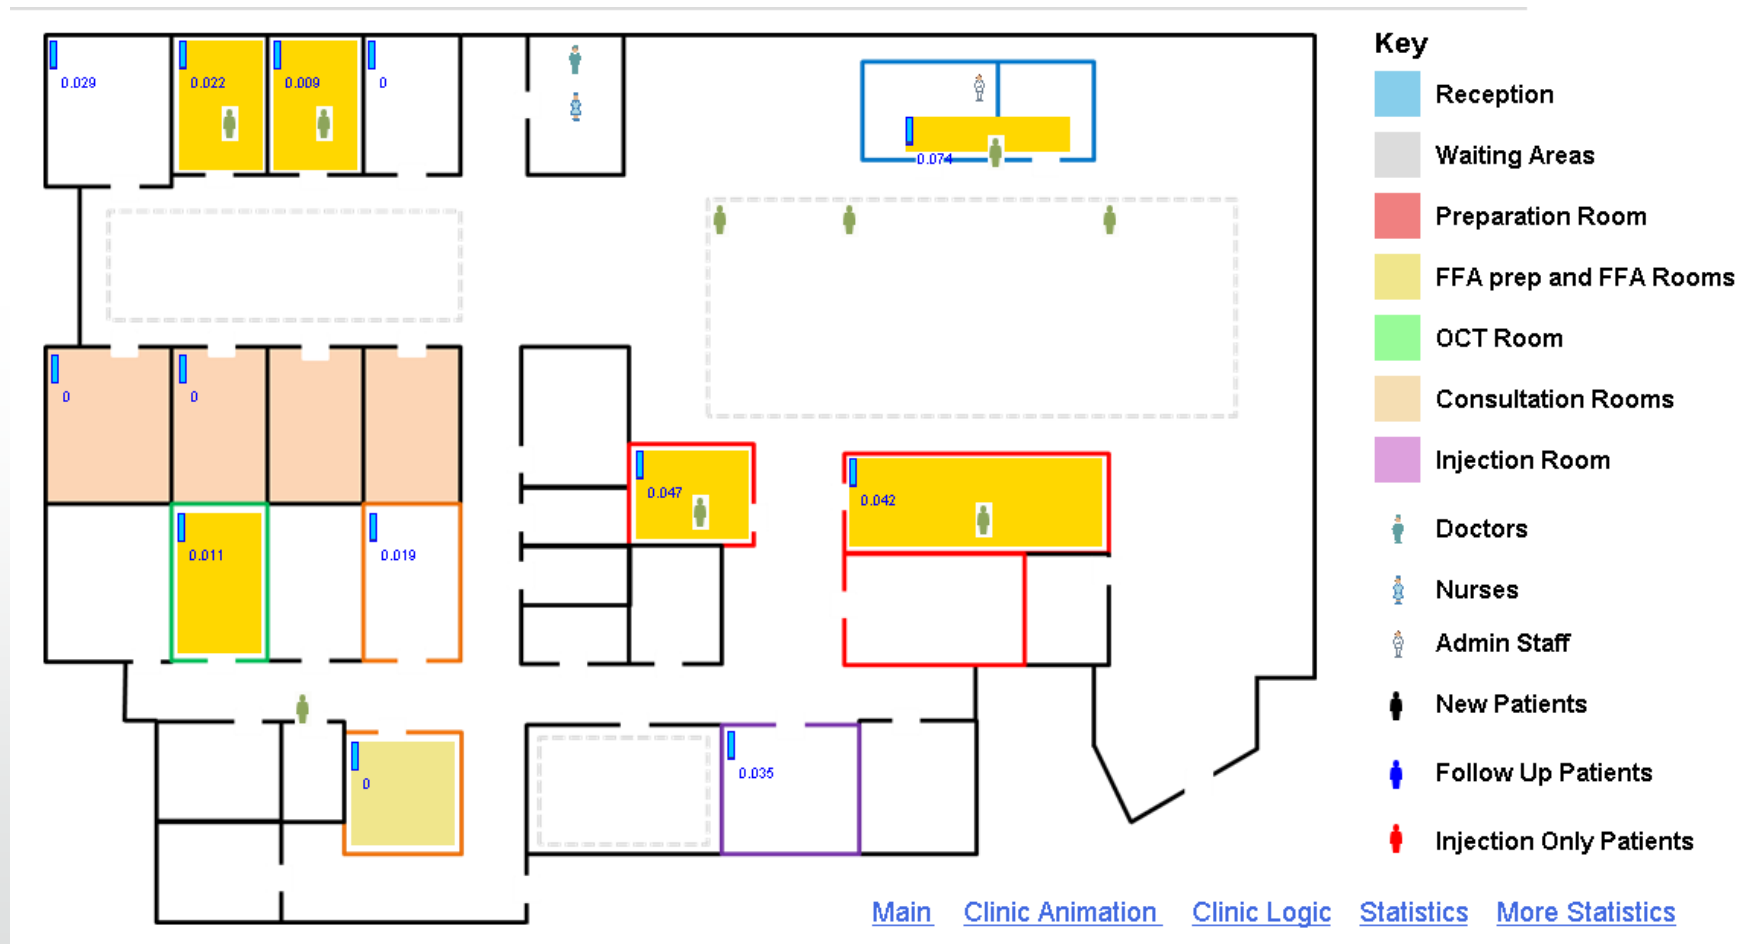 0.029
0.022
0.009
0
0.074
0
0
0.047
0.042
0.011
0.019
0
0.035
Key
Reception
Waiting Areas
Preparation Room
FFA prep and FFA Rooms
OCT Room
Consultation Rooms
Injection Room
Doctors
Nurses
Admin Staff
New Patients
Follow Up Patients
Injection Only Patients
Main Clinic Animation Clinic Logic Statistics More Statistics